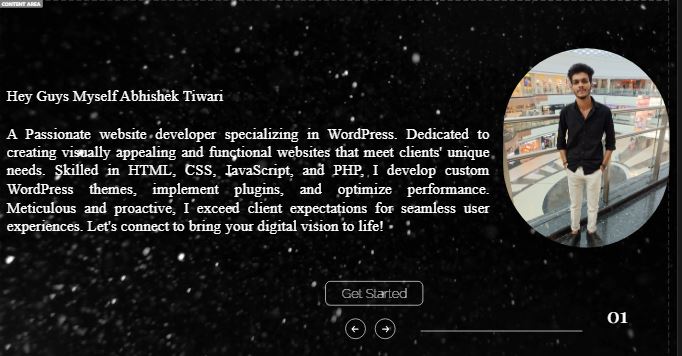 CONTENT AREA
Hey Guys Myself Abhishek Tiwari
A Passionate website developer specializing in WordPress. Dedicated to
creating visually appealing and functional websites that meet clients' unique
needs. Skilled in HTML, CSS, JavaScript, and PHP, I develop custom
WordPress themes, implement plugins, and optimize performance.
Meticulous and proactive, I exceed client expectations for seamless user
experiences. Let's connect to bring your digital vision to life!
Get Started
01